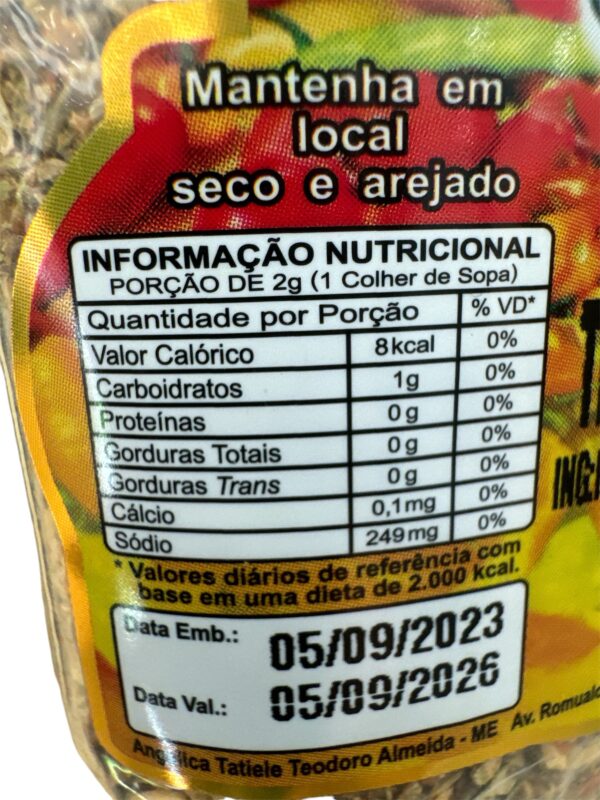 Mantenha em
local
seco e arejado
INFORMAÇÃO NUTRICIONAL
PORÇÃO DE 2g (1 Colher de Sopa)
Quantidade por Porção % VD*
Valor Calórico 8kcal 0%
Carboidratos 1g 0%
Proteínas 0g 0%
Gorduras Totais 0g 0%
Gorduras Trans 0g 0%
Cálcio 0,1mg 0%
Sódio 249mg 0%
* Valores diários de referência com
base em uma dieta de 2.000 kcal.
Data Emb.: 05/09/2023
Data Val.: 05/09/2026
Angélica Tatiele Teodoro Almeida - ME Av.